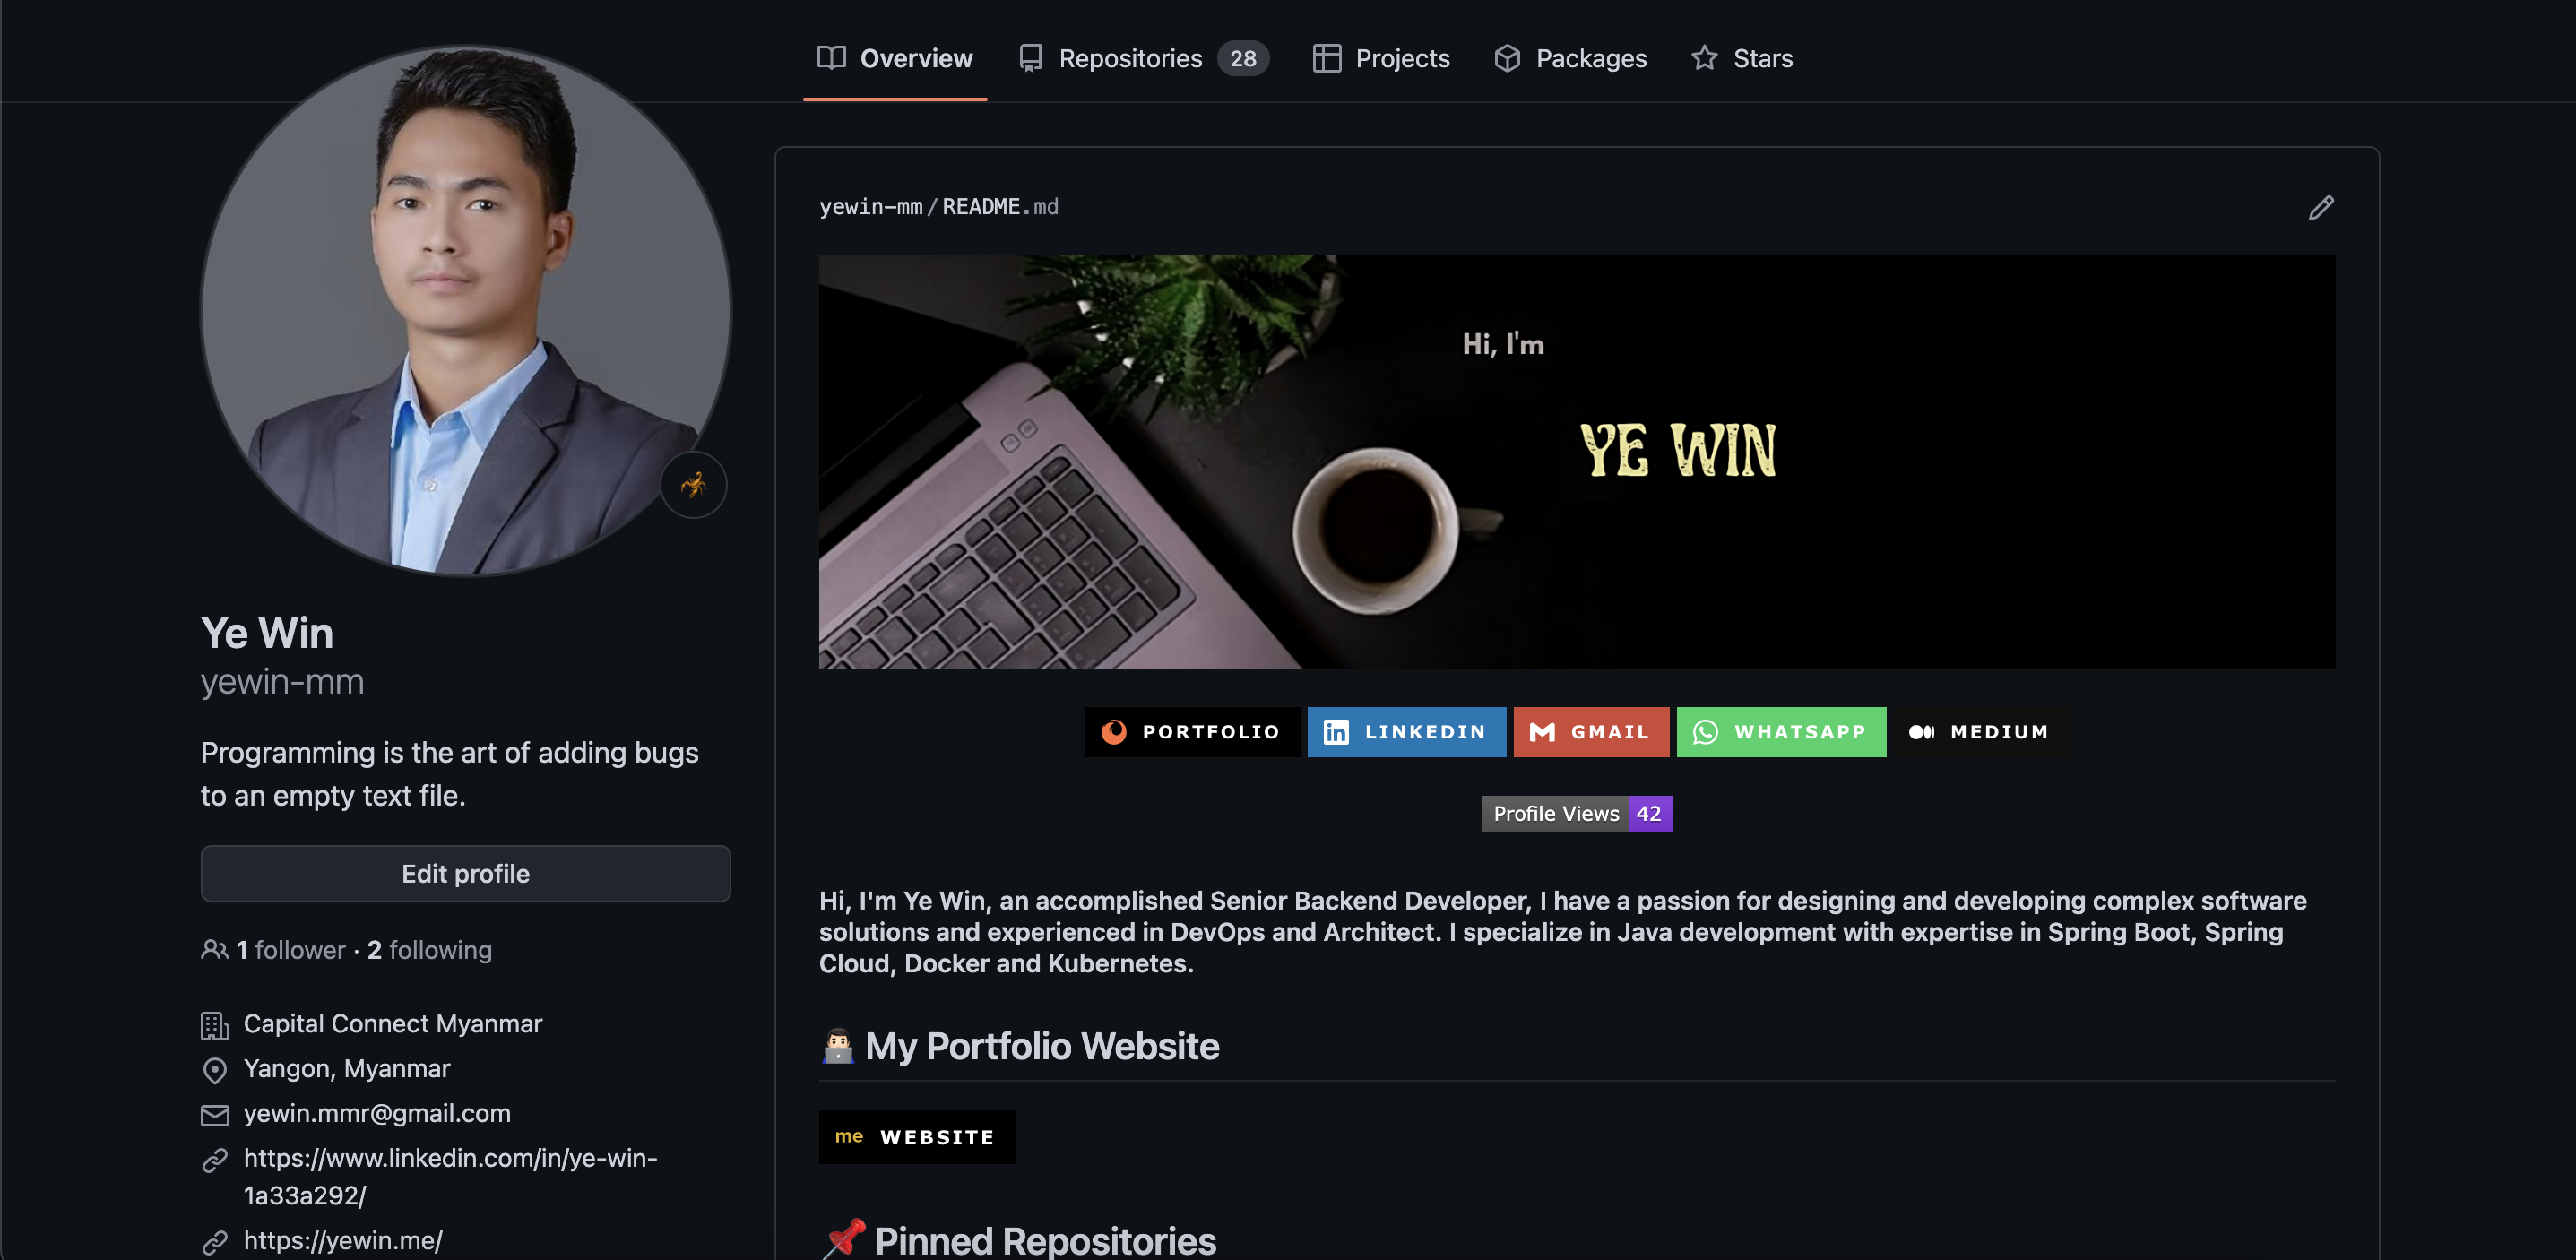 Overview Repositories 28 Projects Packages Stars
yewin-mm/README.md
Hi, I'm
YE WIN
PORTFOLIO LINKEDIN GMAIL WHATSAPP MEDIUM
Profile Views 42
Hi, I'm Ye Win, an accomplished Senior Backend Developer, I have a passion for designing and developing complex software
solutions and experienced in DevOps and Architect. I specialize in Java development with expertise in Spring Boot, Spring
Cloud, Docker and Kubernetes.
My Portfolio Website
me WEBSITE
Pinned Repositories
Ye Win
yewin-mm
Programming is the art of adding bugs
to an empty text file.
Edit profile
1 follower · 2 following
Capital Connect Myanmar
Yangon, Myanmar
yewin.mmr@gmail.com
https://www.linkedin.com/in/ye-win-
1a33a292/
https://yewin.me/